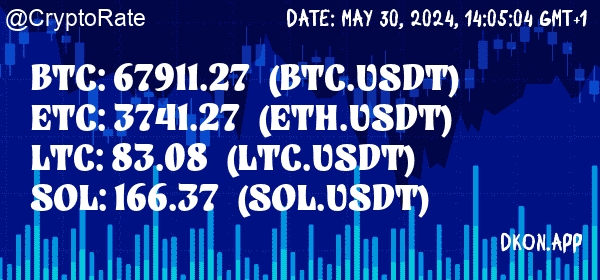 @CryptoRate
DATE: MAY 30, 2024, 14:05:04 GMT+1
BTC: 67911.27 (BTC.USDT)
ETC: 3741.27 (ETH.USDT)
LTC: 83.08 (LTC.USDT)
SOL: 166.37 (SOL.USDT)
DKON.APP